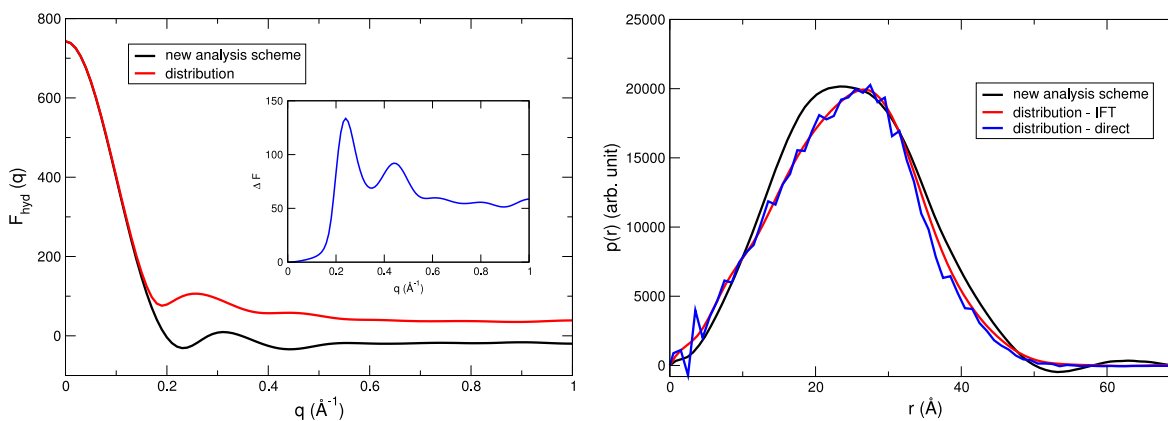 800
600
400
200
0
F_hyd (q)
new analysis scheme
distribution
150
100
50
0
Δ F
0 0.2 0.4 0.6 0.8 1
q (Å⁻¹)
0 0.2 0.4 0.6 0.8 1
q (Å⁻¹)
25000
20000
15000
10000
5000
0
p(r) (arb. unit)
new analysis scheme
distribution - IFT
distribution - direct
0 20 40 60
r (Å)